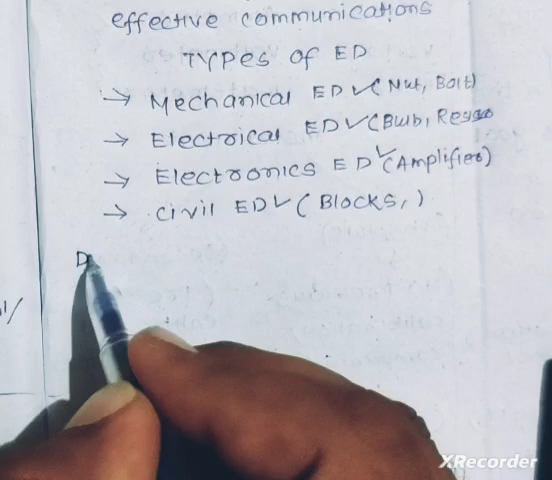 effective communications
TYPES of ED
→ Mechanical ED ✓ (Nut, Bolt)
→ Electrical ED ✓ (Bulb,
→ Electronics ED ✓ (Amplifier)
→ civil ED ✓ (Blocks, )
D
XRecorder